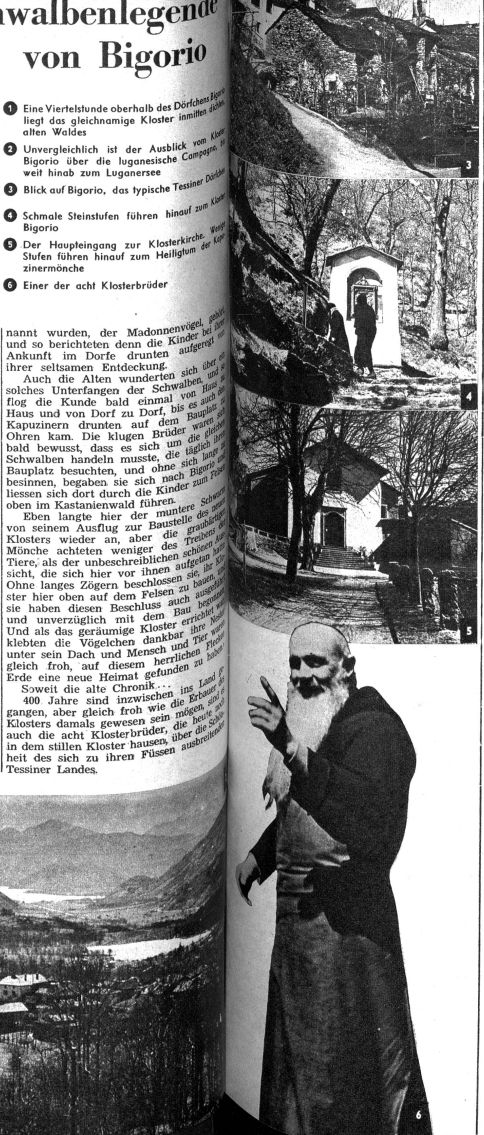 walbenlegende
von Bigorio
1 Eine Viertelstunde oberhalb des Dörfchens Bigorio
liegt das gleichnamige Kloster inmitten dichten,
alten Waldes
2 Unvergleichlich ist der Ausblick vom Kloster
Bigorio über die luganesische Campagne, bis
weit hinab zum Luganersee
3 Blick auf Bigorio, das typische Tessiner Dörfchen
4 Schmale Steinstufen führen hinauf zum Kloster
Bigorio
5 Der Haupteingang zur Klosterkirche. Wenige
Stufen führen hinauf zum Heiligtum der Kapu-
zinermönche
6 Einer der acht Klosterbrüder
nannt wurden, der Madonnenvögel, gehört
und so berichteten denn die Kinder bei ihrer
Ankunft im Dorfe drunten aufgeregt von
ihrer seltsamen Entdeckung.
Auch die Alten wunderten sich über ein
solches Unterfangen der Schwalben, und so
flog die Kunde bald einmal von Haus zu
Haus und von Dorf zu Dorf, bis es auch den
Kapuzinern drunten auf dem Bauplatz zu
Ohren kam. Die klugen Brüder waren sich
bald bewusst, dass es sich um die gleichen
Schwalben handeln musste, die täglich ihren
Bauplatz besuchten, und ohne sich lange zu
besinnen, begaben sie sich nach Bigorio und
liessen sich dort durch die Kinder zum Felsen
oben im Kastanienwald führen.
Eben langte hier der muntere Schwarm
von seinem Ausflug zur Baustelle des neuen
Klosters wieder an, aber die graubärtigen
Mönche achteten weniger des Treibens der
Tiere, als der unbeschreiblichen schönen Aus-
sicht, die sich hier vor ihnen aufgetan hatte.
Ohne langes Zögern beschlossen sie, ihr Klo-
ster hier oben auf dem Felsen zu bauen, und
sie haben diesen Beschluss auch ausgeführt
und unverzüglich mit dem Bau begonnen.
Und als das geräumige Kloster errichtet war,
klebten die Vögelchen dankbar ihre Nester
unter sein Dach und Mensch und Tier waren
gleich froh, auf diesem herrlichen Flecken
Erde eine neue Heimat gefunden zu haben.
Soweit die alte Chronik...
400 Jahre sind inzwischen ins Land ge-
gangen, aber gleich froh wie die Erbauer des
Klosters damals gewesen sein mögen, sind es
auch die acht Klosterbrüder, die heute noch
in dem stillen Kloster hausen, über die Schön-
heit des sich zu ihren Füssen ausbreitenden
Tessiner Landes.
3
4
5
6